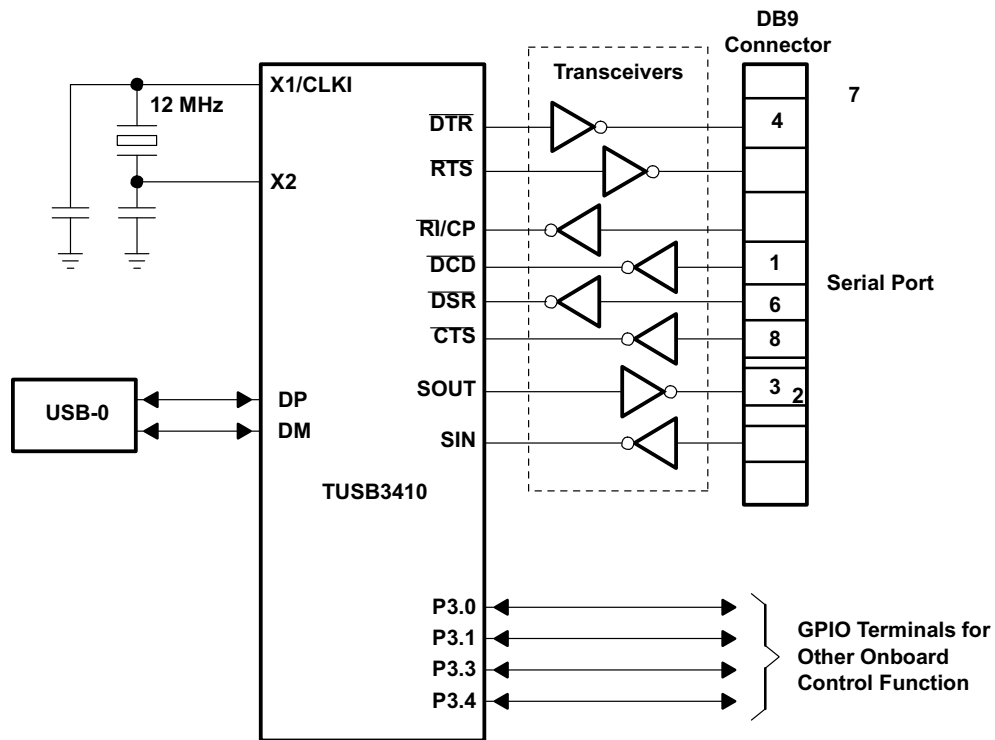 DB9
Connector
Transceivers
X1/CLKI
12 MHz
7
DTR
4
RTS
X2
RI/CP
DCD
1
Serial Port
DSR
6
CTS
8
USB-0
DP
SOUT
3
2
DM
SIN
TUSB3410
P3.0
P3.1
P3.3
P3.4
GPIO Terminals for
Other Onboard
Control Function